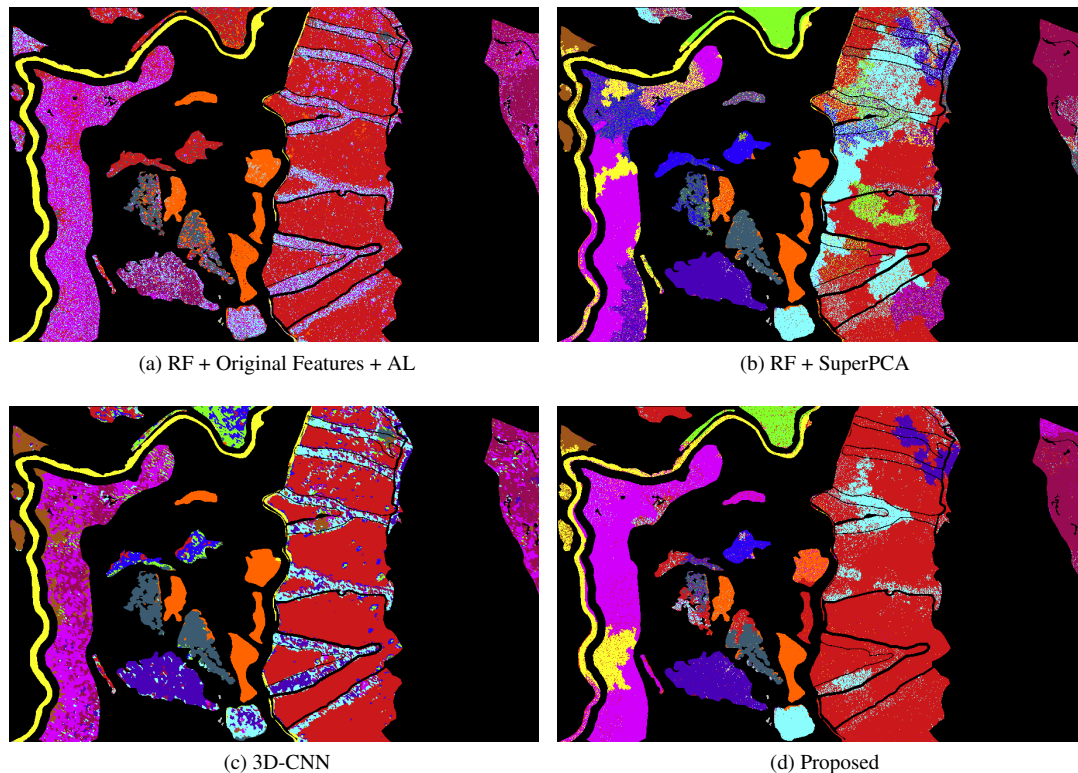 (a) RF + Original Features + AL
(b) RF + SuperPCA
(c) 3D-CNN
(d) Proposed